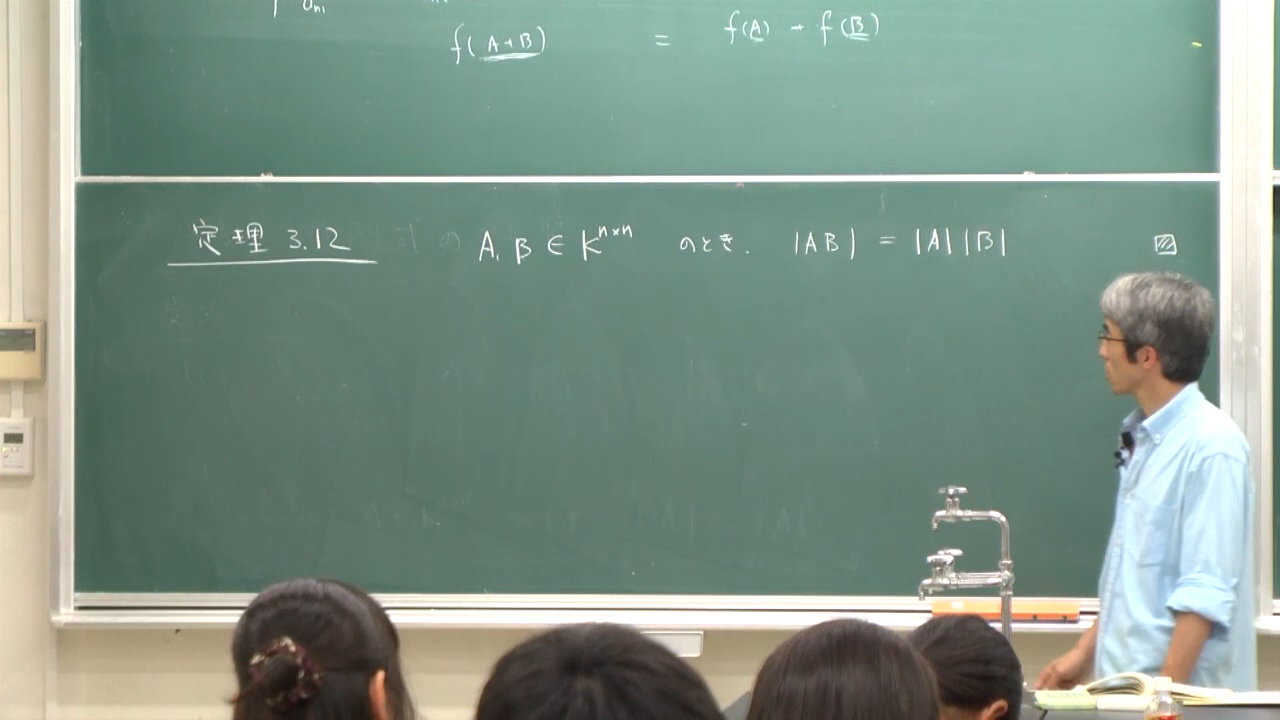 f(A+B) = f(A) + f(B)
定理 3.12 A, B ∈ K^{n×n} のとき. |AB| = |A||B|